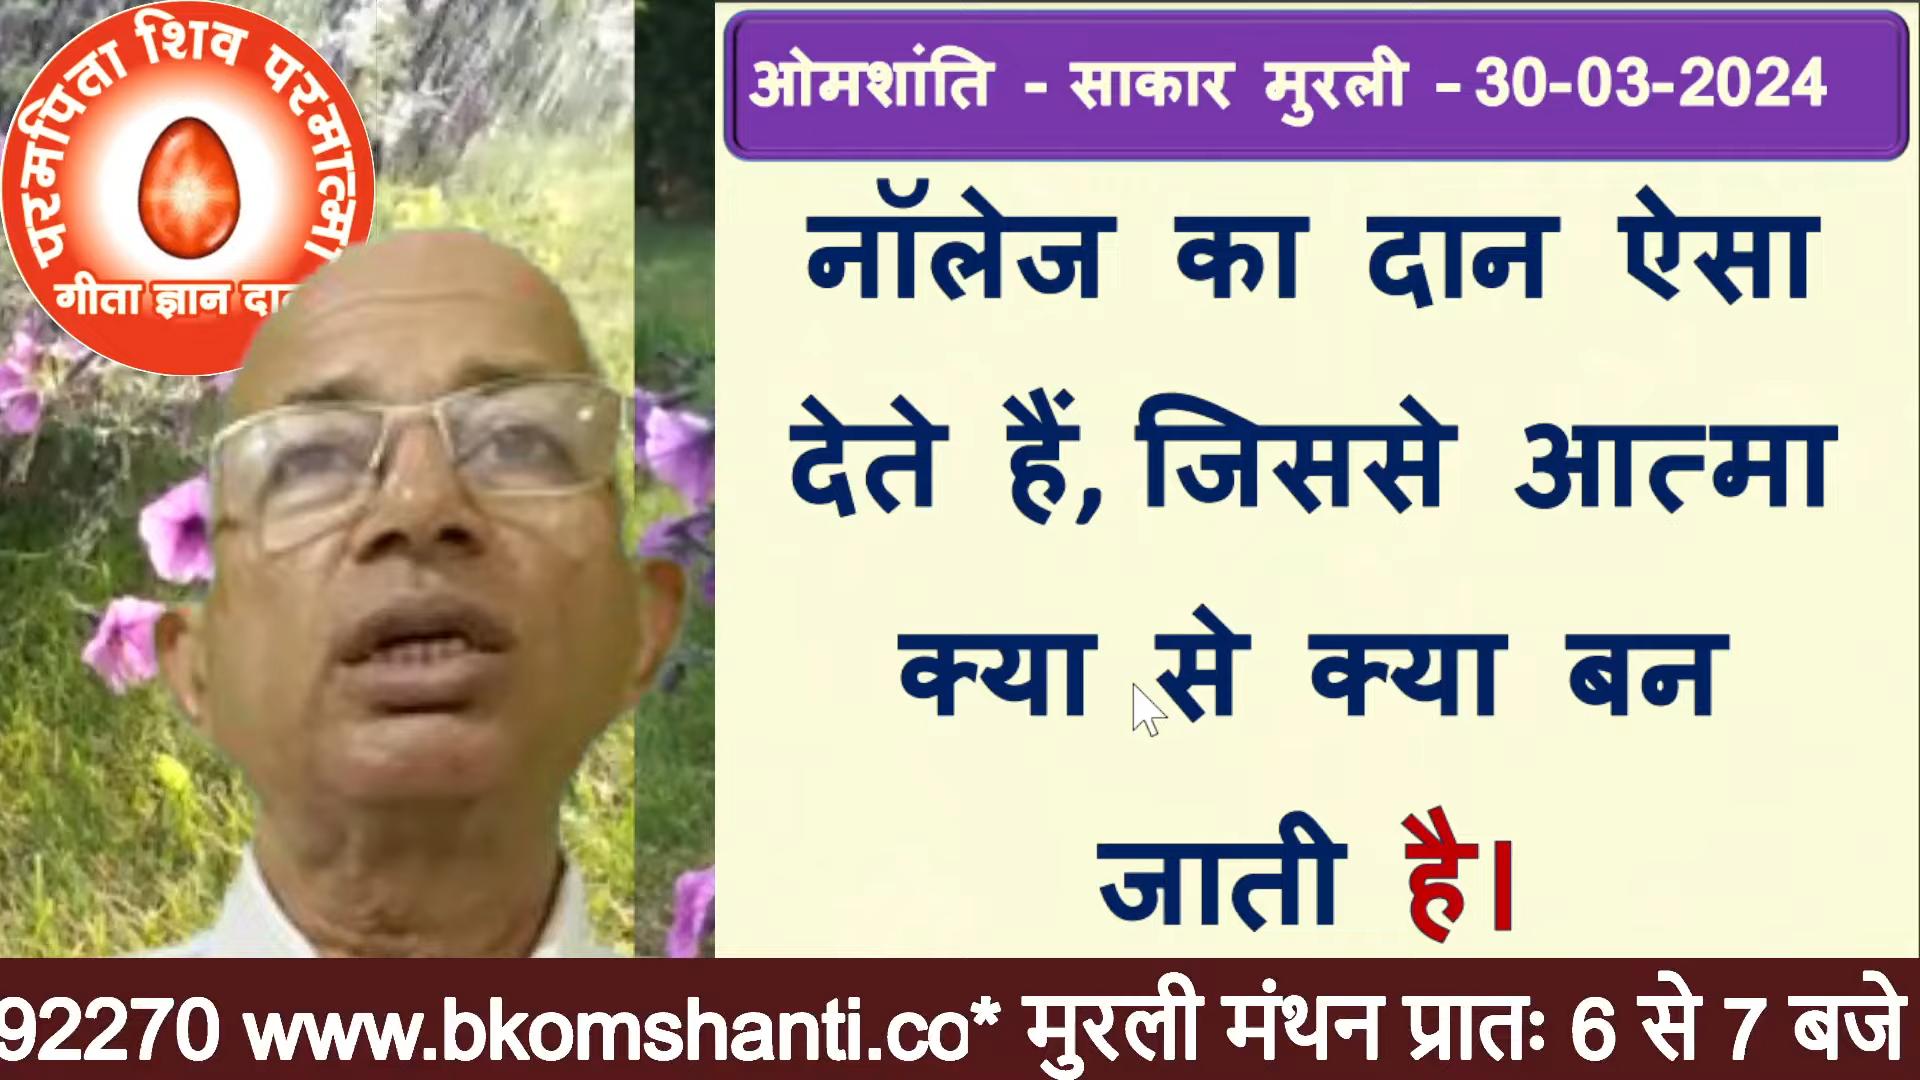 परमपिता शिव परमात्मा
गीता ज्ञान
ओमशांति - साकार मुरली - 30-03-2024
नॉलेज का दान ऐसा
देते हैं, जिससे आत्मा
क्या से क्या बन
जाती है।
92270 www.bkomshanti.co* मुरली मंथन प्रातः 6 से 7 बजे